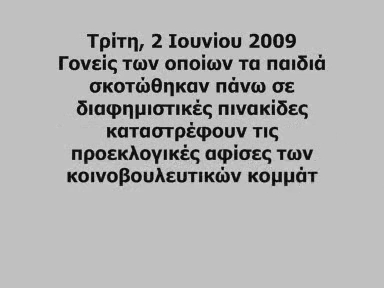 Τρίτη, 2 Ιουνίου 2009
Γονείς των οποίων τα παιδιά
σκοτώθηκαν πάνω σε
διαφημιστικές πινακίδες
καταστρέφουν τις
προεκλογικές αφίσες των
κοινοβουλευτικών κομμάτ